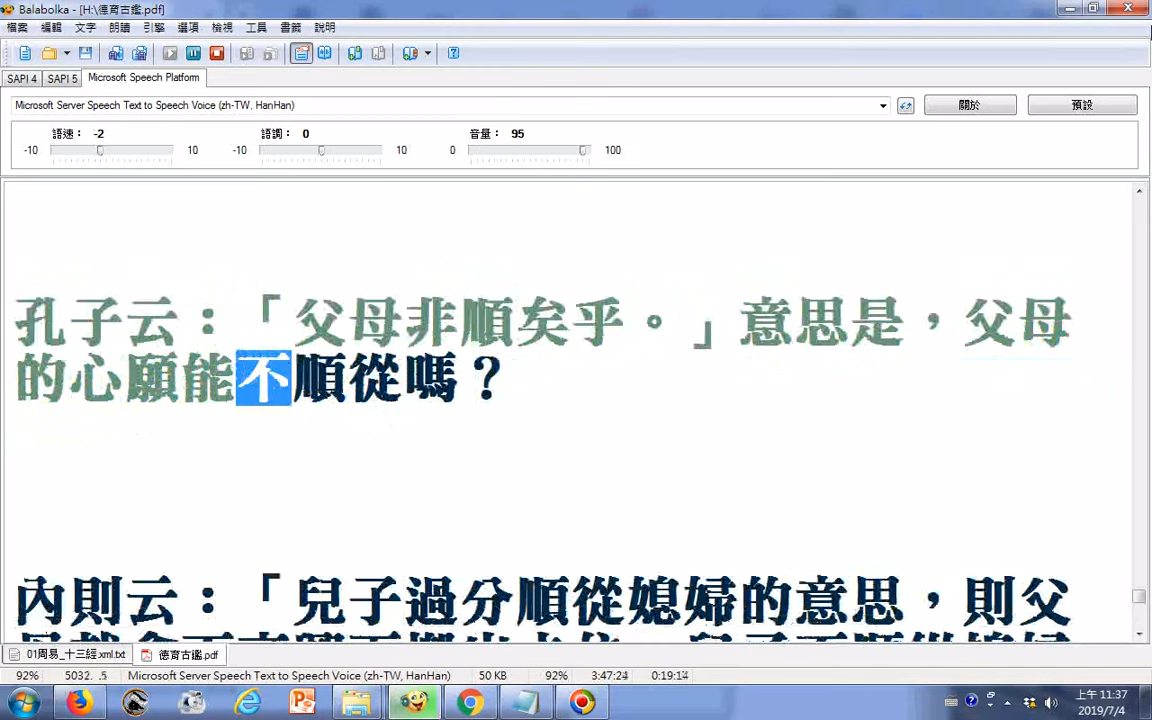 Balabolka - [H:\德育古鑑.pdf]
檔案 編輯 文字 朗讀 引擎 選項 檢視 工具 書籤 說明
SAPI 4 SAPI 5 Microsoft Speech Platform
Microsoft Server Speech Text to Speech Voice (zh-TW, HanHan) 關於 預設
語速： -2 語調： 0 音量： 95
-10 10 -10 10 0 100
孔子云：「父母非順矣乎。」意思是，父母
的心願能不順從嗎？
內則云：「兒子過分順從媳婦的意思，則父
01周易_十三經.xml.txt 德育古鑑.pdf
92% 5032. .5 Microsoft Server Speech Text to Speech Voice (zh-TW, HanHan) 50 KB 92% 3:47:24 0:19:14
上午 11:37
2019/7/4